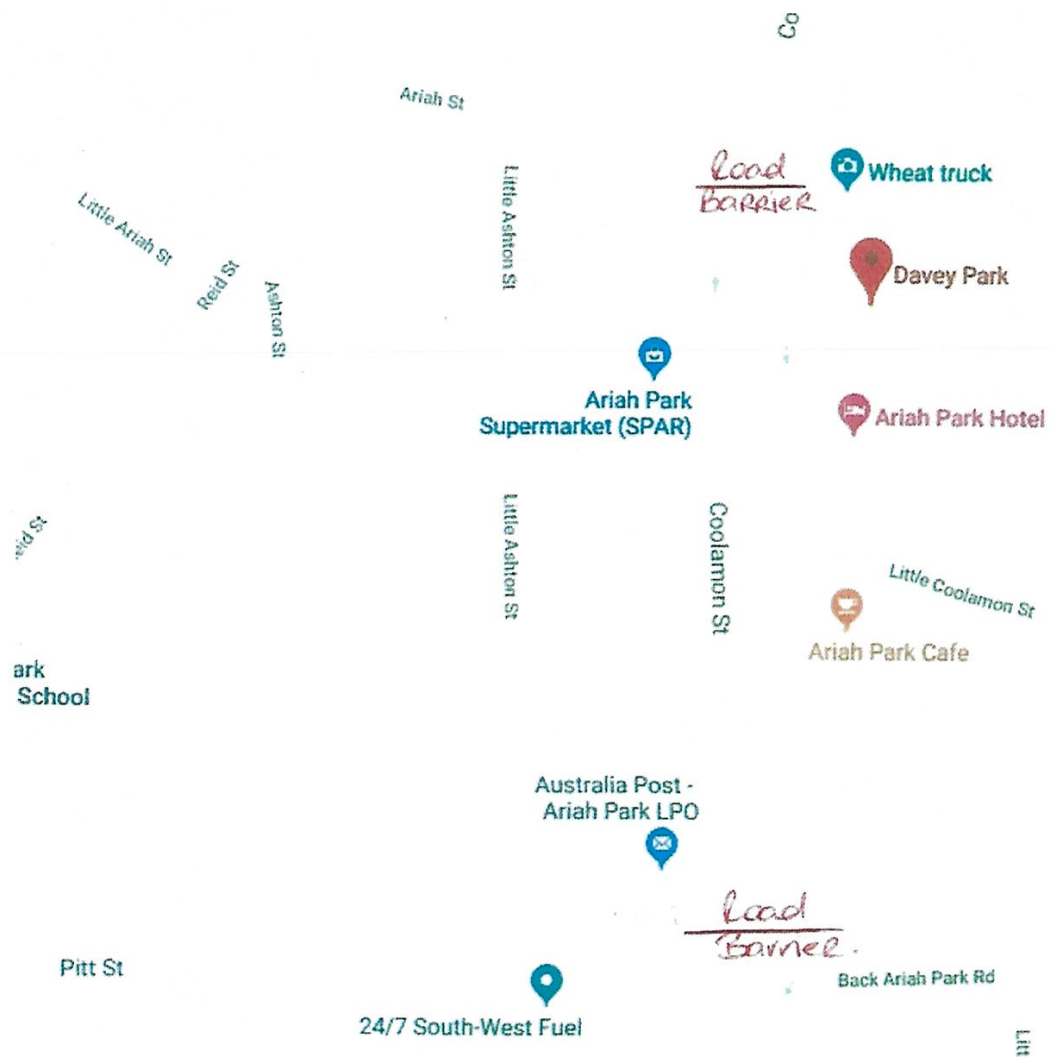 Co
Ariah St
Road
BARRIER
Wheat truck
Little Ashton St
Little Ariah St
Reid St
Ashton St
Davey Park
Ariah Park
Supermarket (SPAR)
Ariah Park Hotel
eid St
Little Ashton St
Coolamon St
Little Coolamon St
Ariah Park Cafe
ark
School
Australia Post -
Ariah Park LPO
Road
Barrier.
Pitt St
Back Ariah Park Rd
24/7 South-West Fuel
Litt